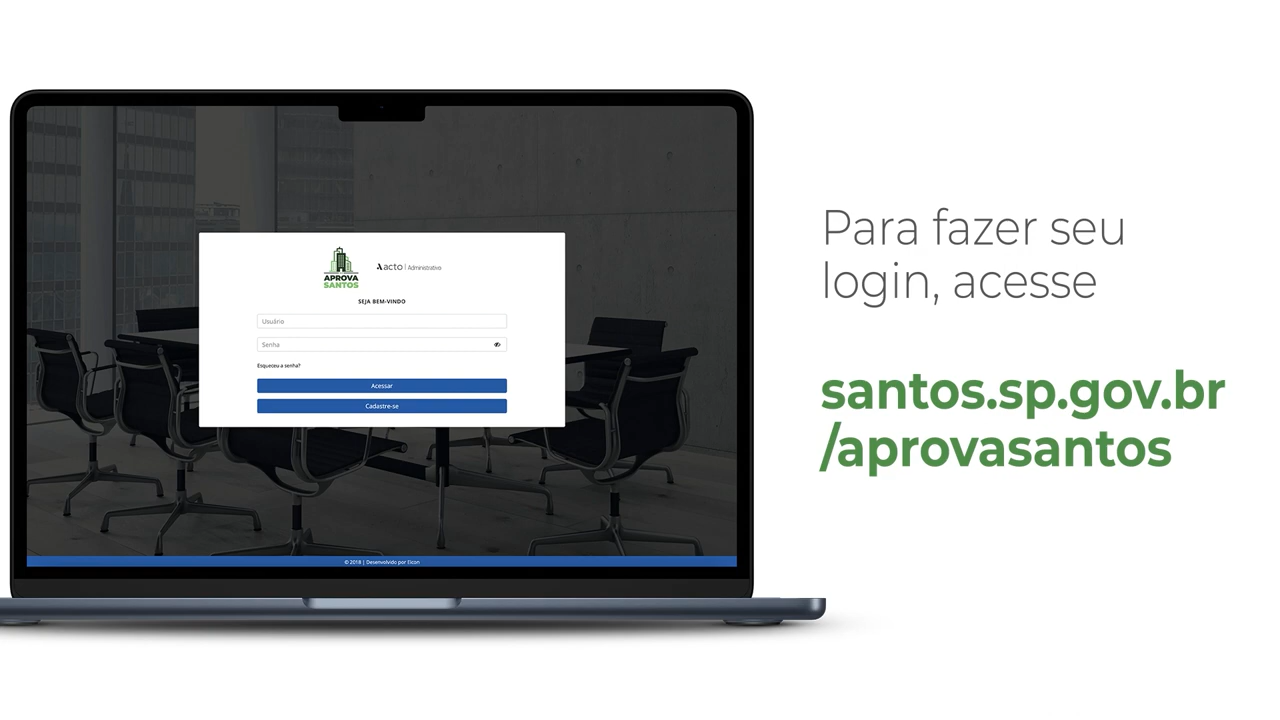 APROVA
SANTOS
acto | Administrativo
SEJA BEM-VINDO
Usuário
Senha
Esqueceu a senha?
Acessar
Cadastre-se
© 2018 | Desenvolvido por Eicon
Para fazer seu
login, acesse
santos.sp.gov.br
/aprovasantos